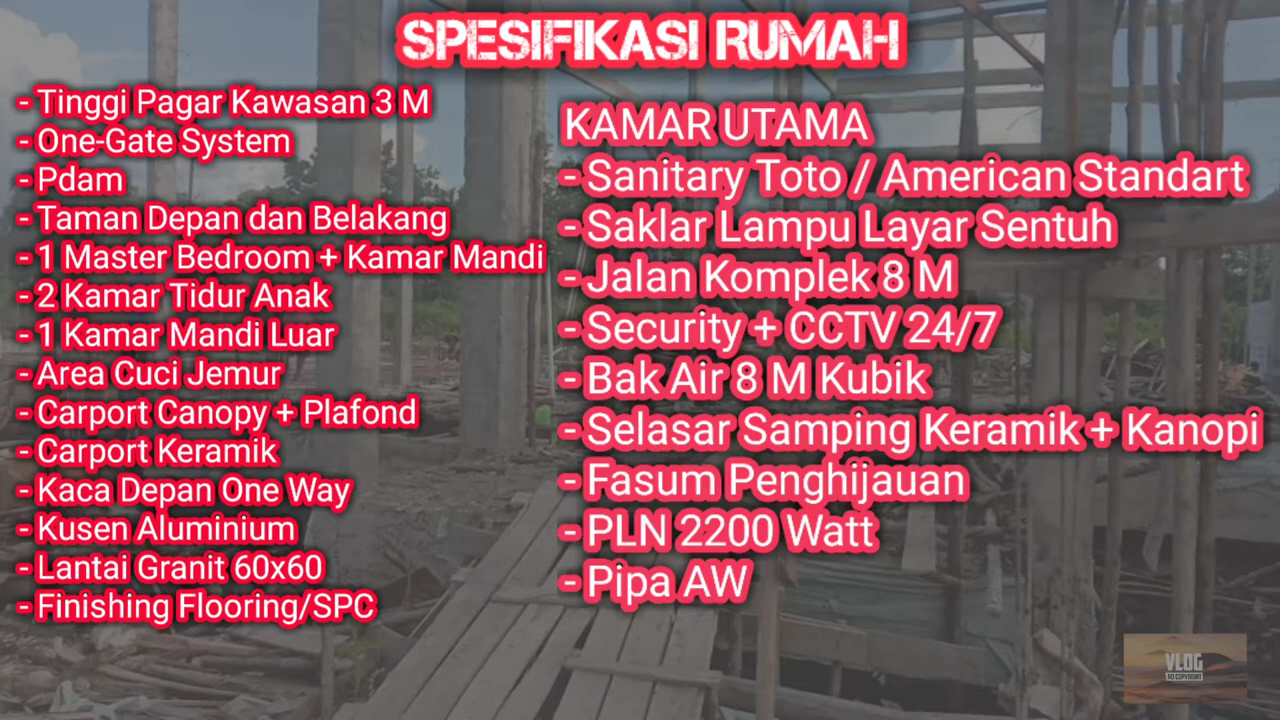 SPESIFIKASI RUMAH
- Tinggi Pagar Kawasan 3 M
- One-Gate System
- Pdam
- Taman Depan dan Belakang
- 1 Master Bedroom + Kamar Mandi
- 2 Kamar Tidur Anak
- 1 Kamar Mandi Luar
- Area Cuci Jemur
- Carport Canopy + Plafond
- Carport Keramik
- Kaca Depan One Way
- Kusen Aluminium
- Lantai Granit 60x60
- Finishing Flooring/SPC
KAMAR UTAMA
- Sanitary Toto / American Standart
- Saklar Lampu Layar Sentuh
- Jalan Komplek 8 M
- Security + CCTV 24/7
- Bak Air 8 M Kubik
- Selasar Samping Keramik + Kanopi
- Fasum Penghijauan
- PLN 2200 Watt
- Pipa AW
VLOG
NO COPYRIGHT